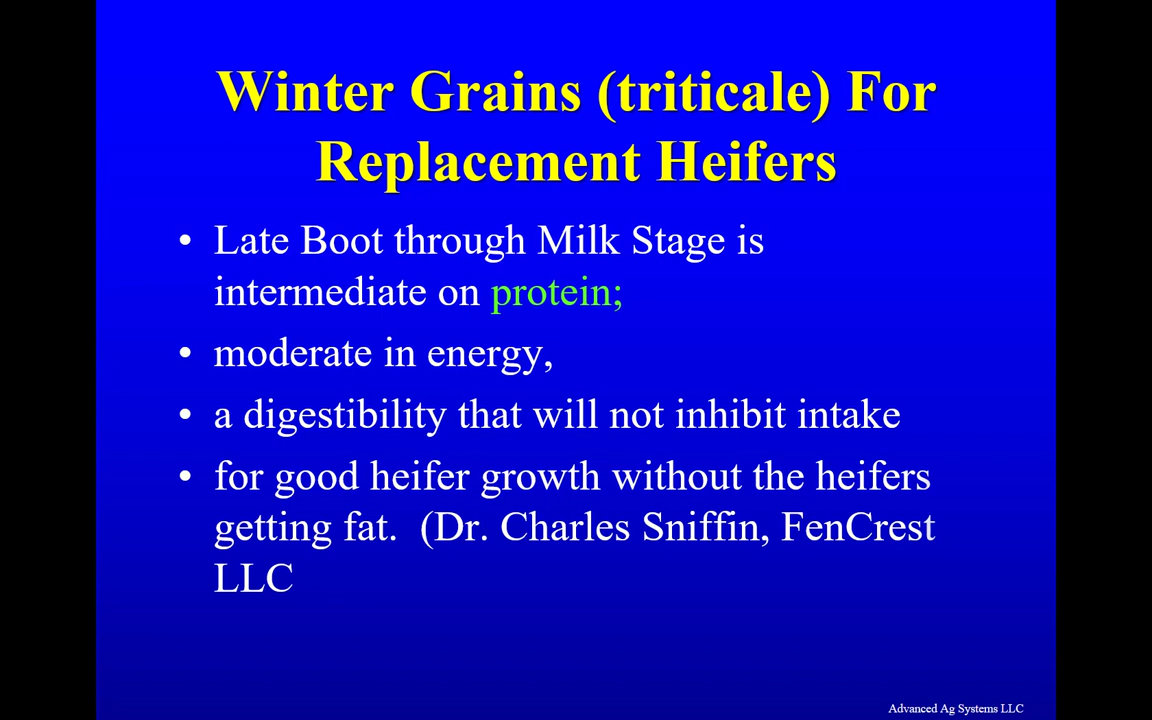 Winter Grains (triticale) For
Replacement Heifers
• Late Boot through Milk Stage is
intermediate on protein;
• moderate in energy,
• a digestibility that will not inhibit intake
• for good heifer growth without the heifers
getting fat.  (Dr. Charles Sniffin, FenCrest
LLC
Advanced Ag Systems LLC